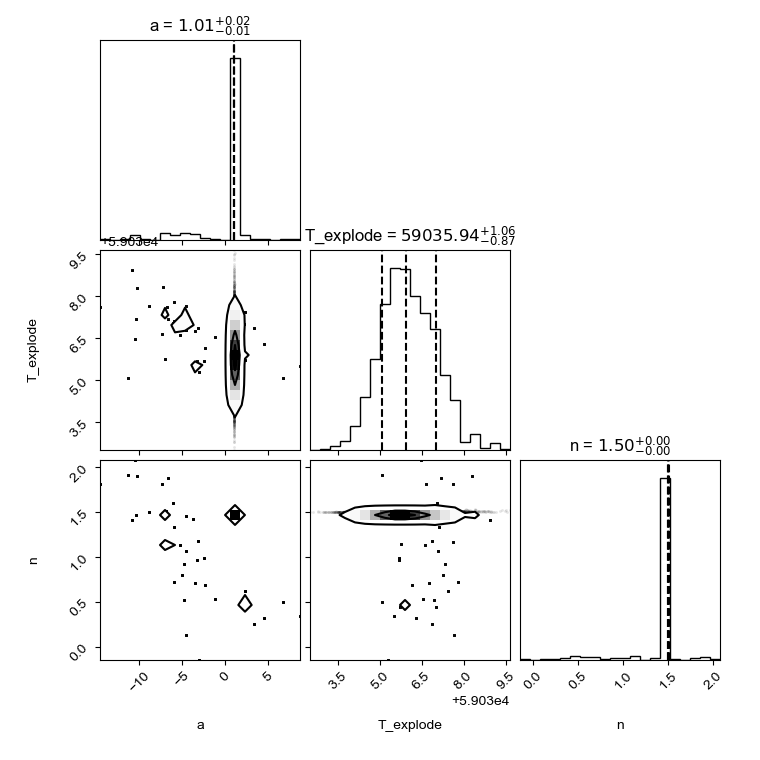 a = 1.01 +0.02 −0.01
+5.903e4
T_explode = 59035.94 +1.06 −0.87
9.5
8.0
6.5
5.0
3.5
T_explode
n = 1.50 +0.00 −0.00
2.0
1.5
1.0
0.5
0.0
n
−10 −5 0 5
3.5 5.0 6.5 8.0 9.5
0.0 0.5 1.0 1.5 2.0
+5.903e4
a T_explode n